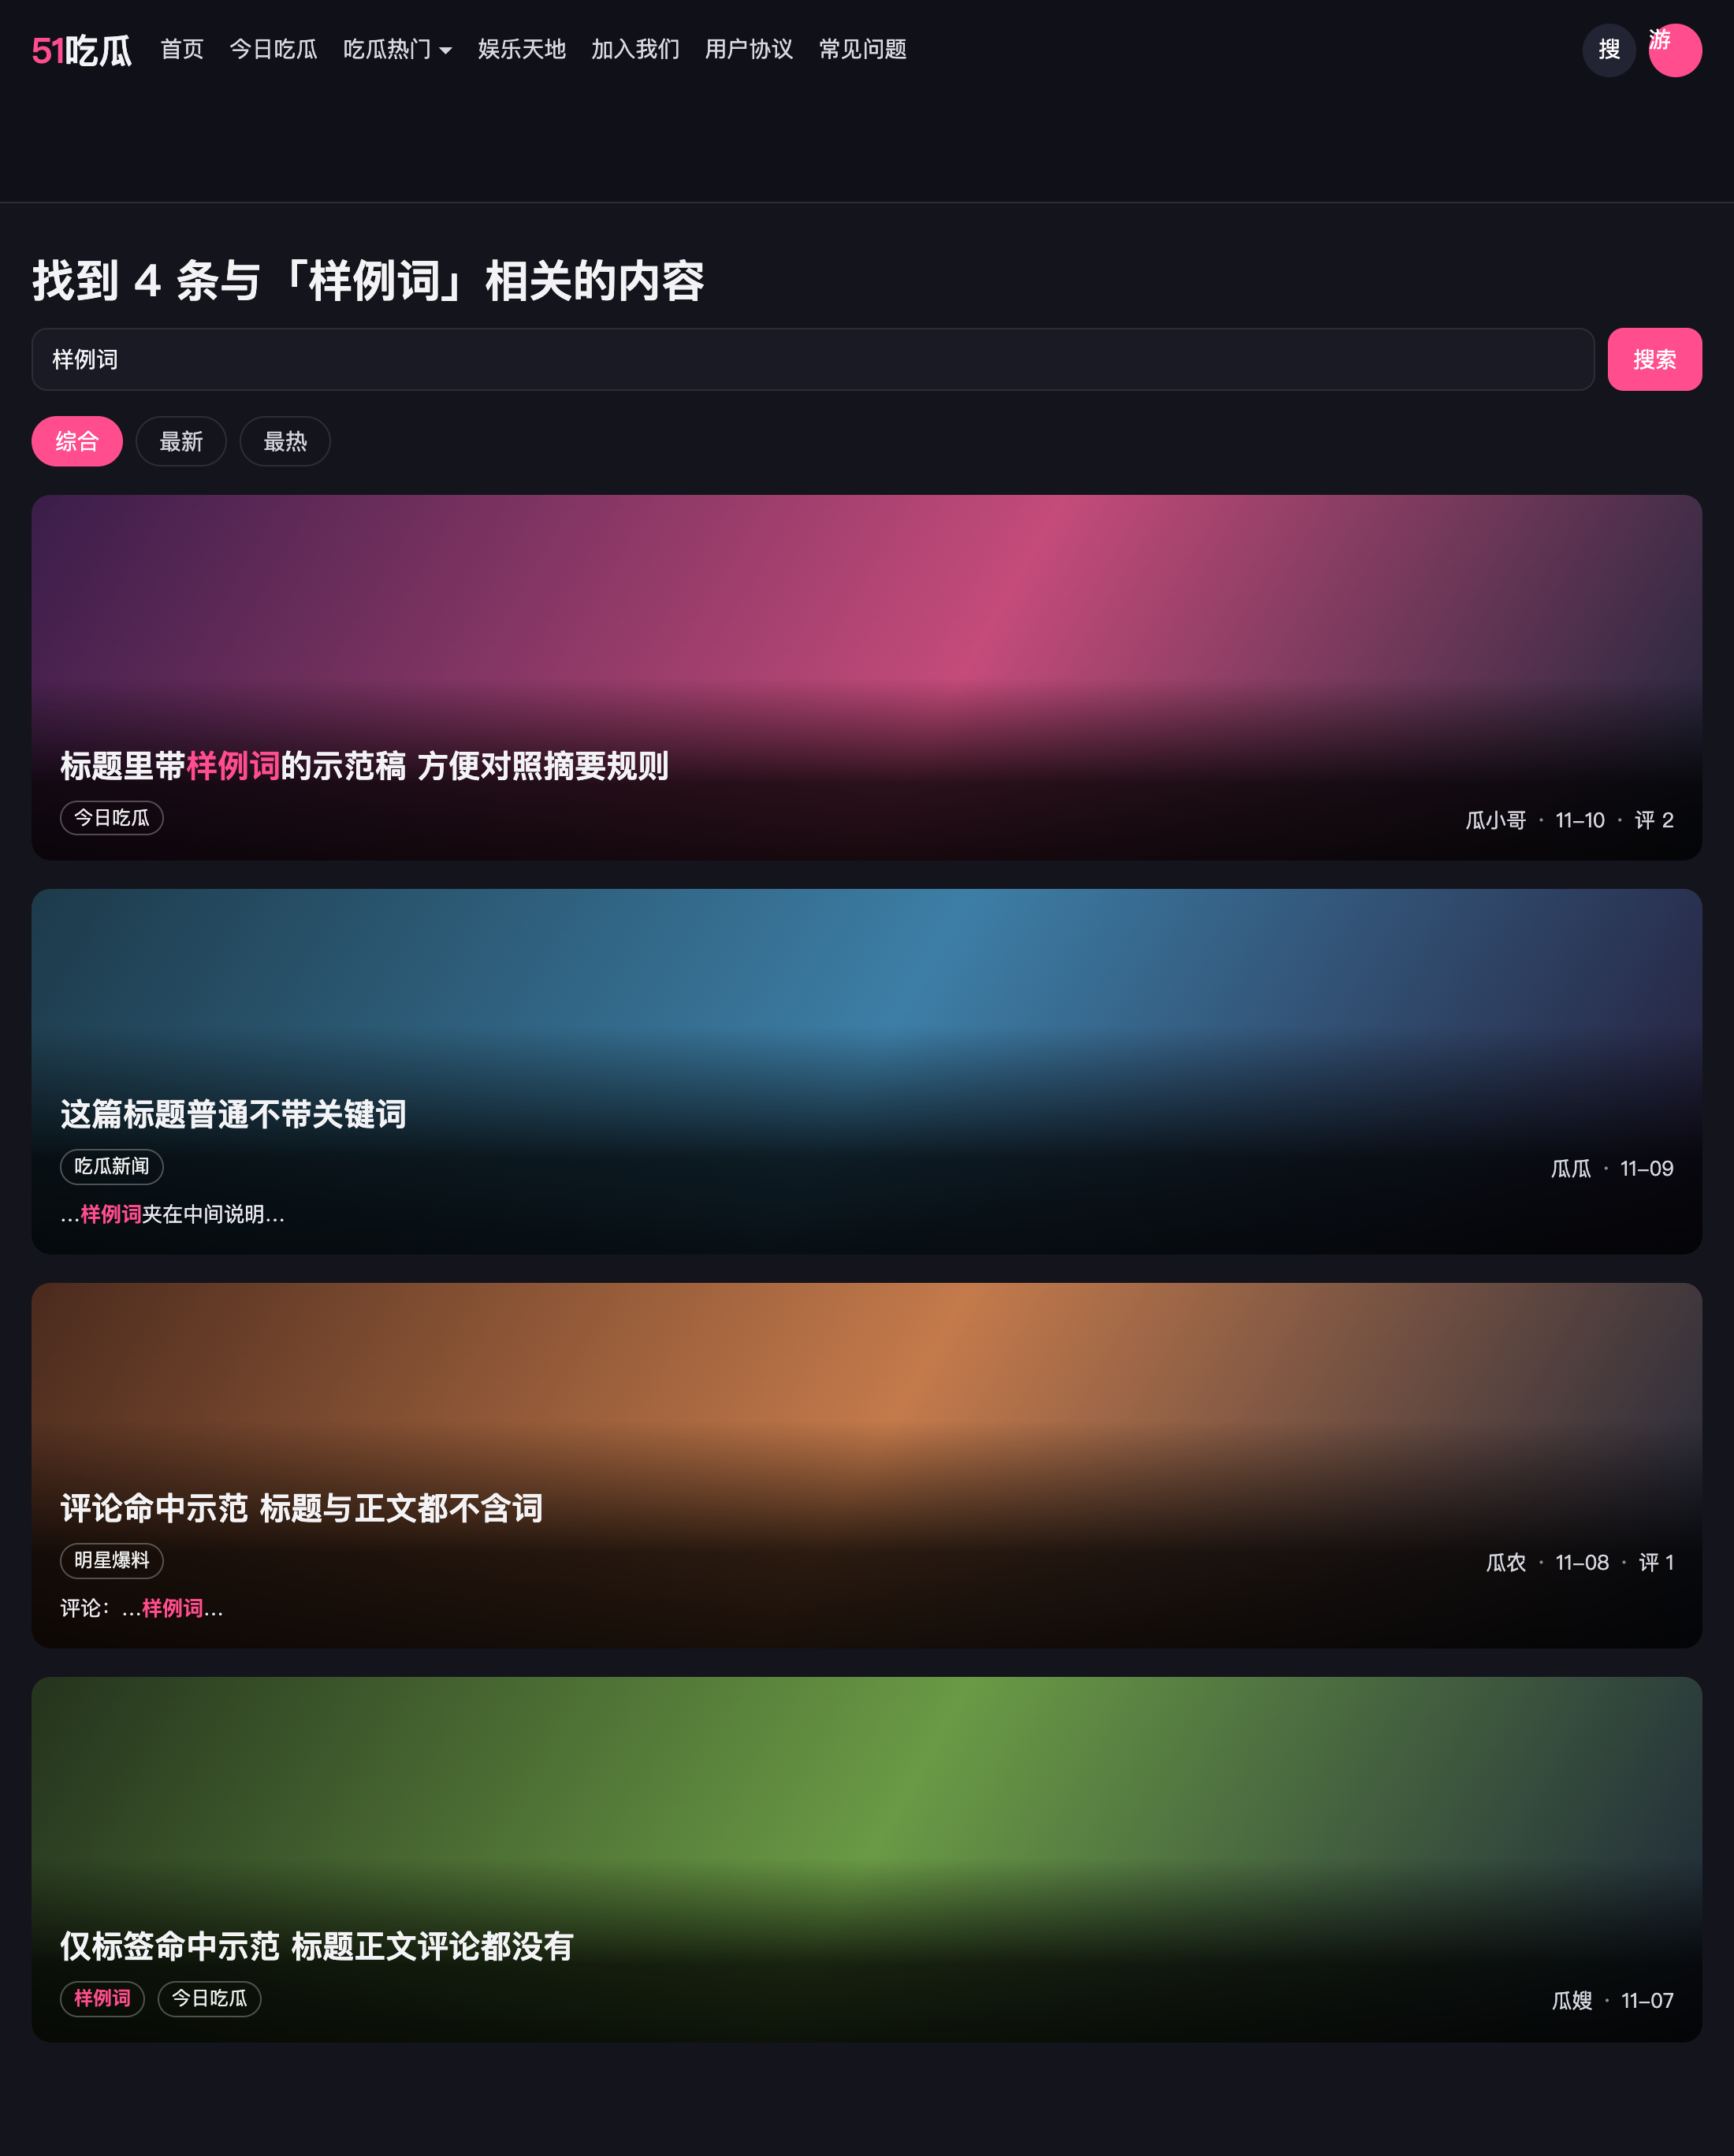 51吃瓜 首页 今日吃瓜 吃瓜热门 娱乐天地 加入我们 用户协议 常见问题 搜 游
找到 4 条与「样例词」相关的内容
样例词 搜索
综合 最新 最热
标题里带样例词的示范稿 方便对照摘要规则
今日吃瓜 瓜小哥 · 11-10 · 评 2
这篇标题普通不带关键词
吃瓜新闻 瓜瓜 · 11-09
...样例词夹在中间说明...
评论命中示范 标题与正文都不含词
明星爆料 瓜农 · 11-08 · 评 1
评论：...样例词...
仅标签命中示范 标题正文评论都没有
样例词 今日吃瓜 瓜嫂 · 11-07